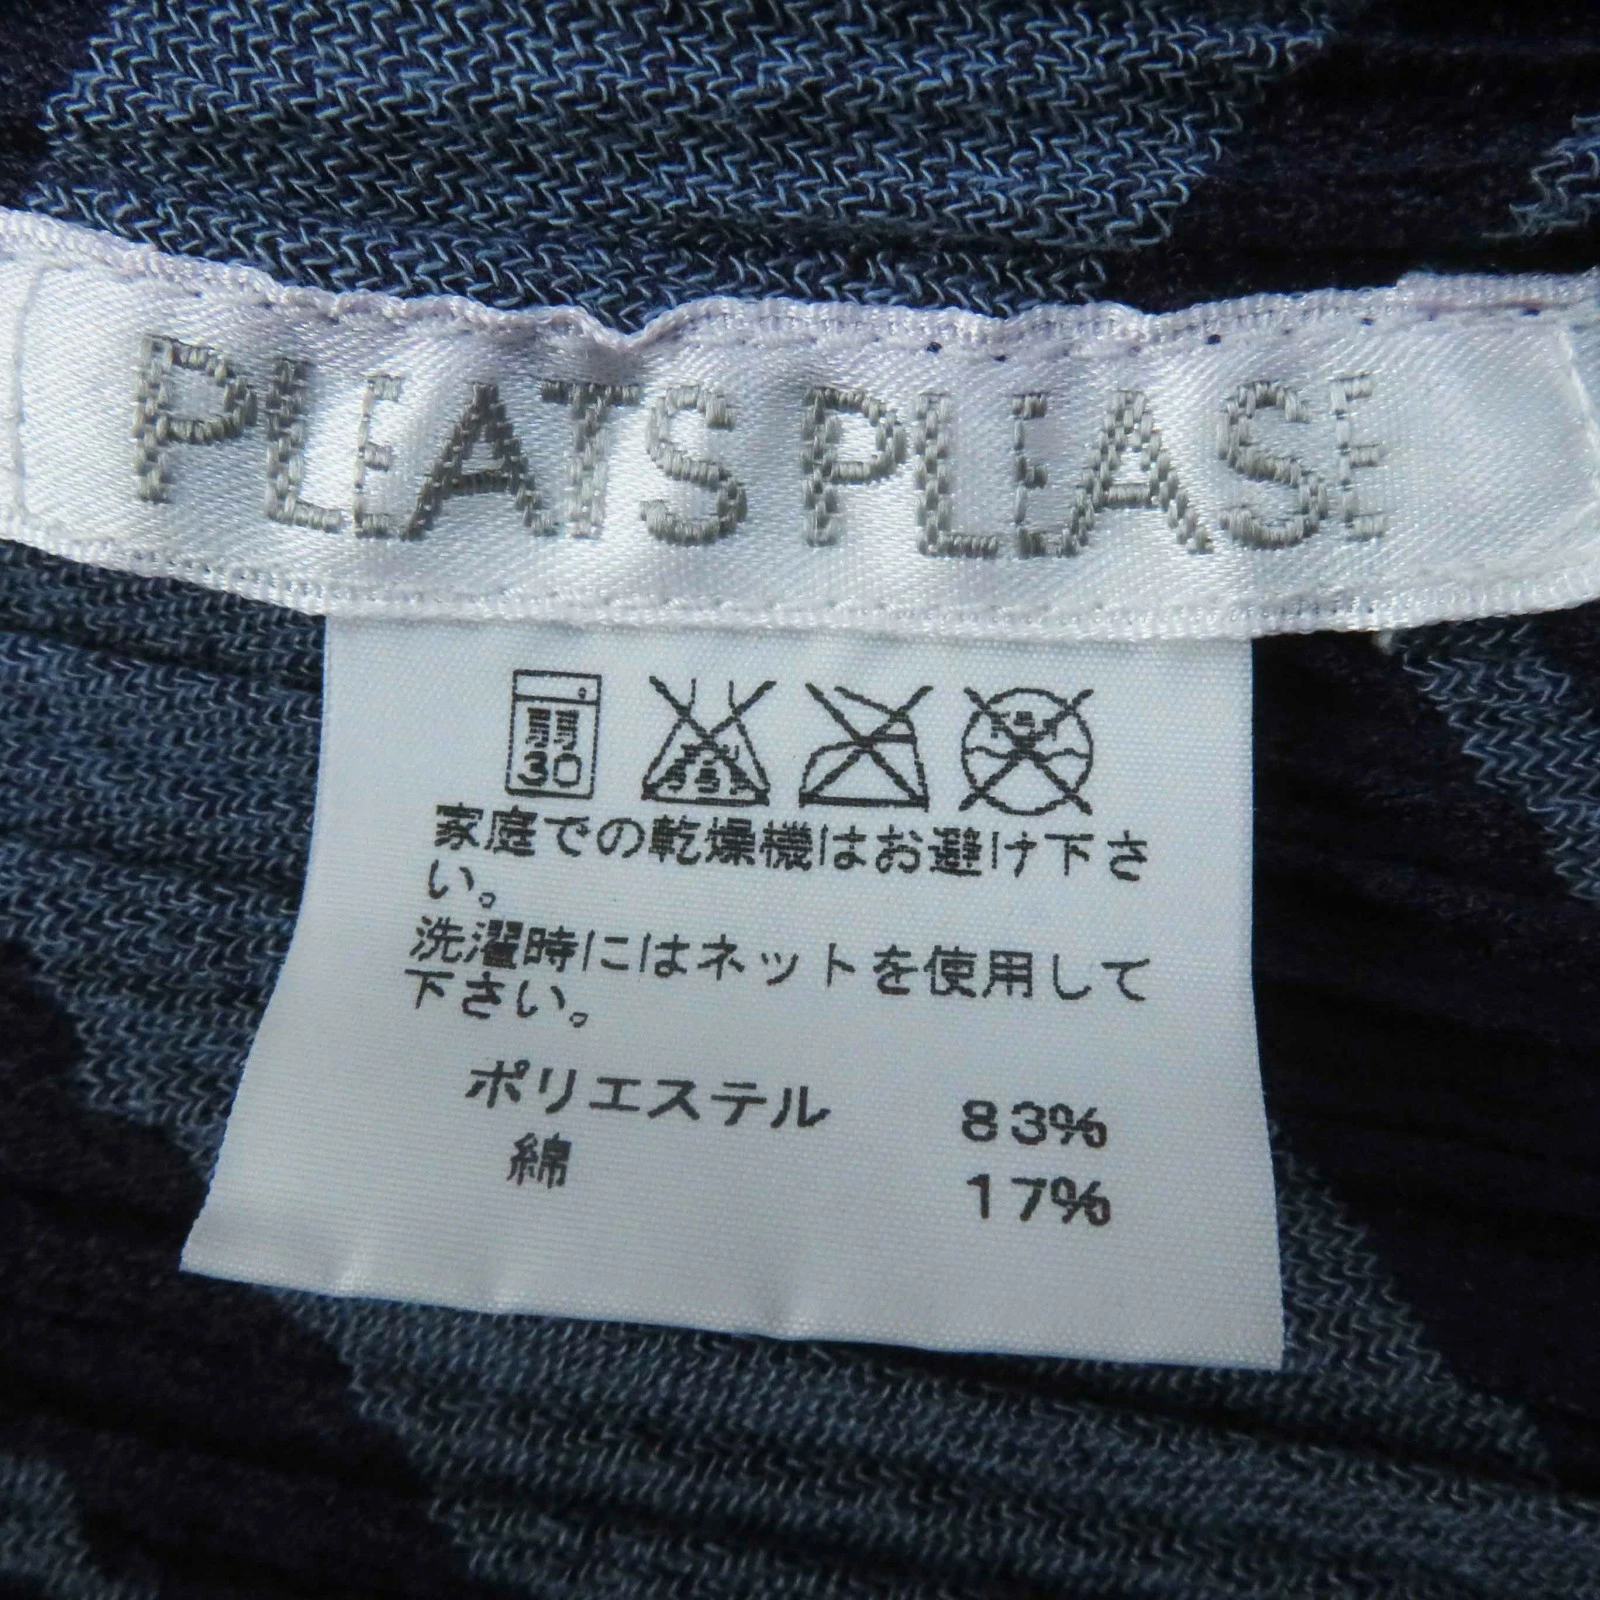 PLEATS PLEASE
弱
30
家庭での乾燥機はお避け下さ
い。
洗濯時にはネットを使用して
下さい。
ポリエステル 83%
綿 17%